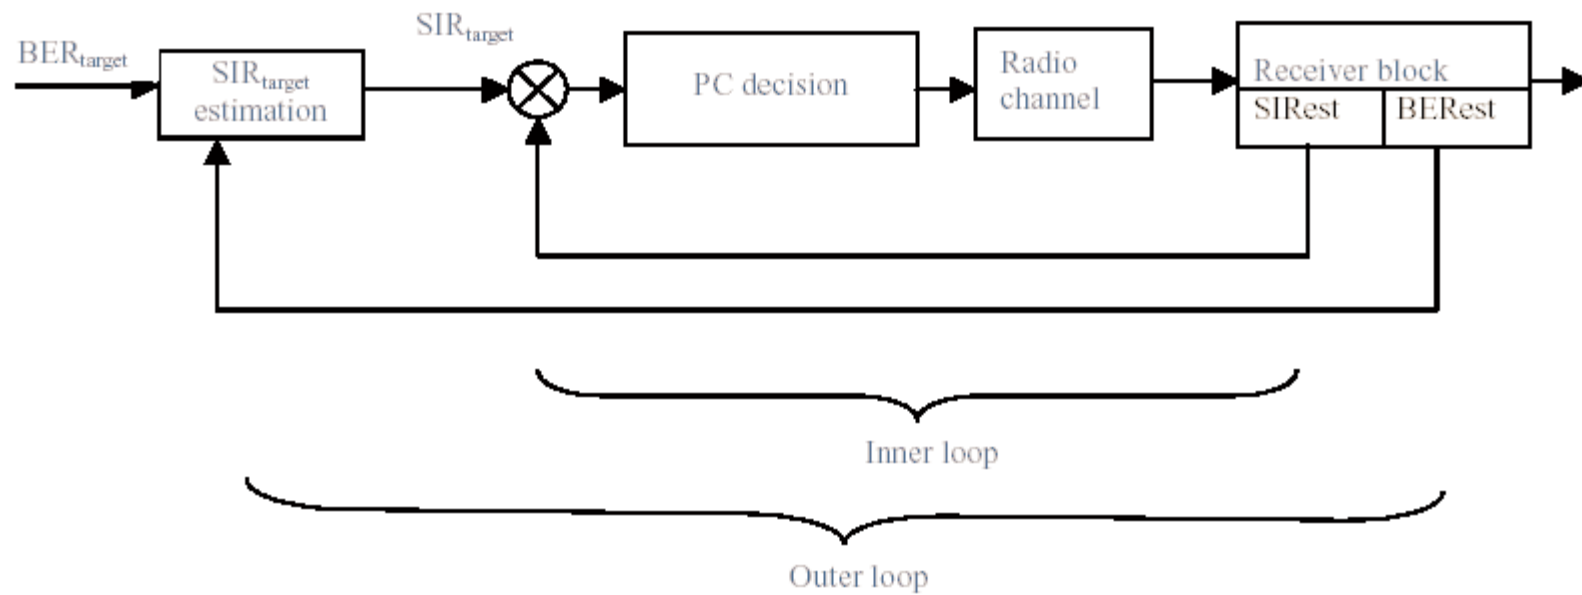 BERtarget
SIRtarget
estimation
SIRtarget
PC decision
Radio
channel
Receiver block
SIRest
BERest
Inner loop
Outer loop